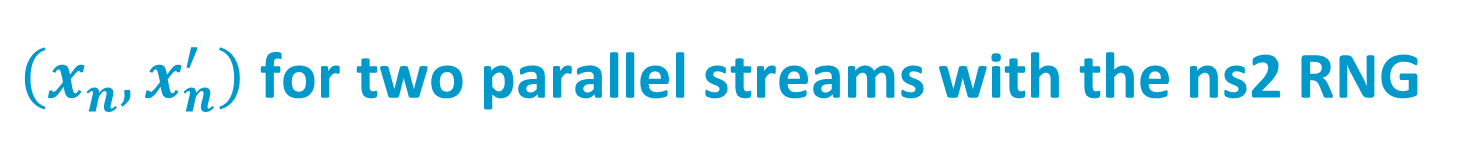 (xₙ, x′ₙ) for two parallel streams with the ns2 RNG